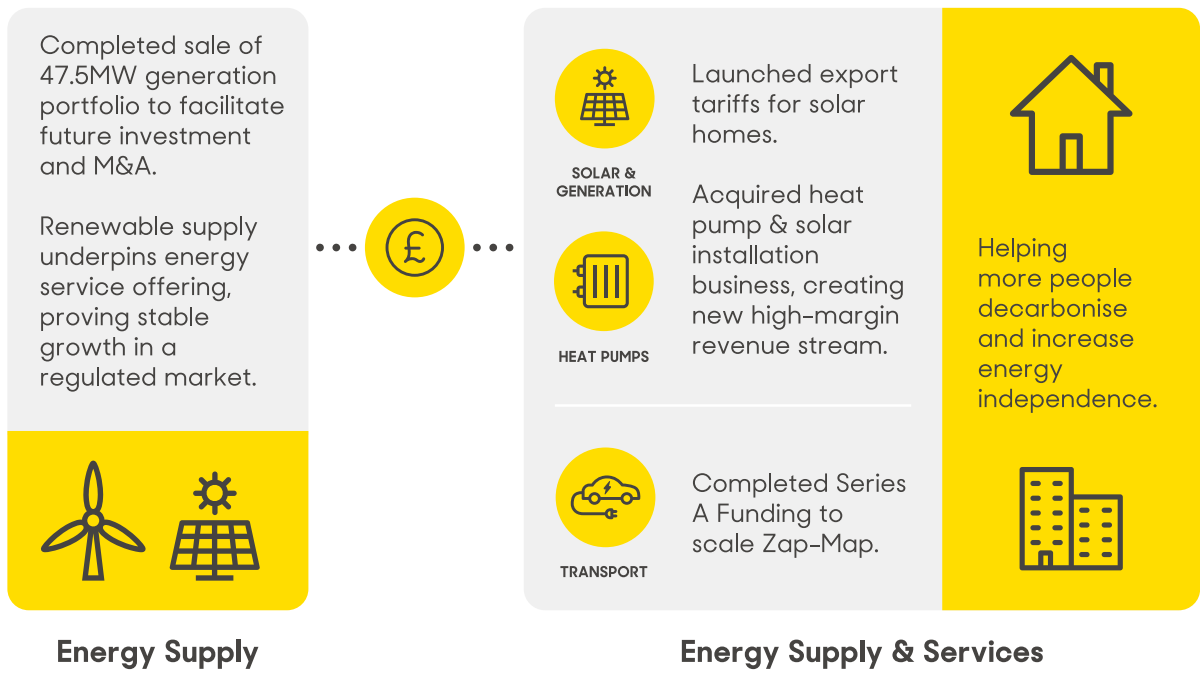 Completed sale of
47.5MW generation
portfolio to facilitate
future investment
and M&A.
Renewable supply
underpins energy
service offering,
proving stable
growth in a
regulated market.
Energy Supply
£
SOLAR &
GENERATION
Launched export
tariffs for solar
homes.
HEAT PUMPS
Acquired heat
pump & solar
installation
business, creating
new high-margin
revenue stream.
TRANSPORT
Completed Series
A Funding to
scale Zap-Map.
Helping
more people
decarbonise
and increase
energy
independence.
Energy Supply & Services